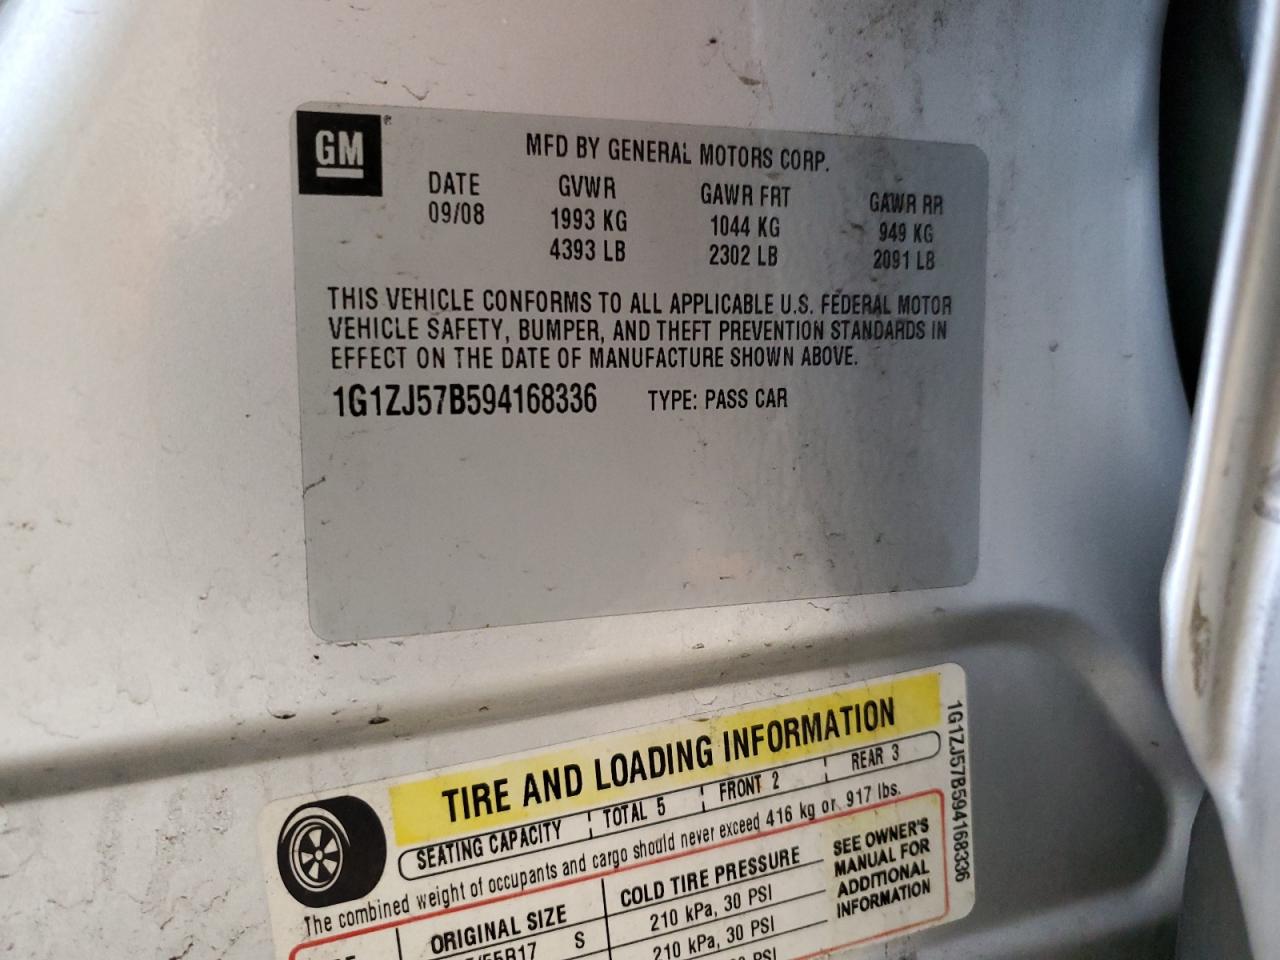 GM ®
MFD BY GENERAL MOTORS CORP.
DATE GVWR GAWR FRT GAWR RR
09/08 1993 KG 1044 KG 949 KG
4393 LB 2302 LB 2091 LB
THIS VEHICLE CONFORMS TO ALL APPLICABLE U.S. FEDERAL MOTOR
VEHICLE SAFETY, BUMPER, AND THEFT PREVENTION STANDARDS IN
EFFECT ON THE DATE OF MANUFACTURE SHOWN ABOVE.
1G1ZJ57B594168336 TYPE: PASS CAR
TIRE AND LOADING INFORMATION
SEATING CAPACITY TOTAL 5 FRONT 2 REAR 3
The combined weight of occupants and cargo should never exceed 416 kg or 917 lbs.
ORIGINAL SIZE COLD TIRE PRESSURE
S 210 kPa, 30 PSI
210 kPa, 30 PSI
PSI
SEE OWNER'S
MANUAL FOR
ADDITIONAL
INFORMATION
1G1ZJ57B594168336